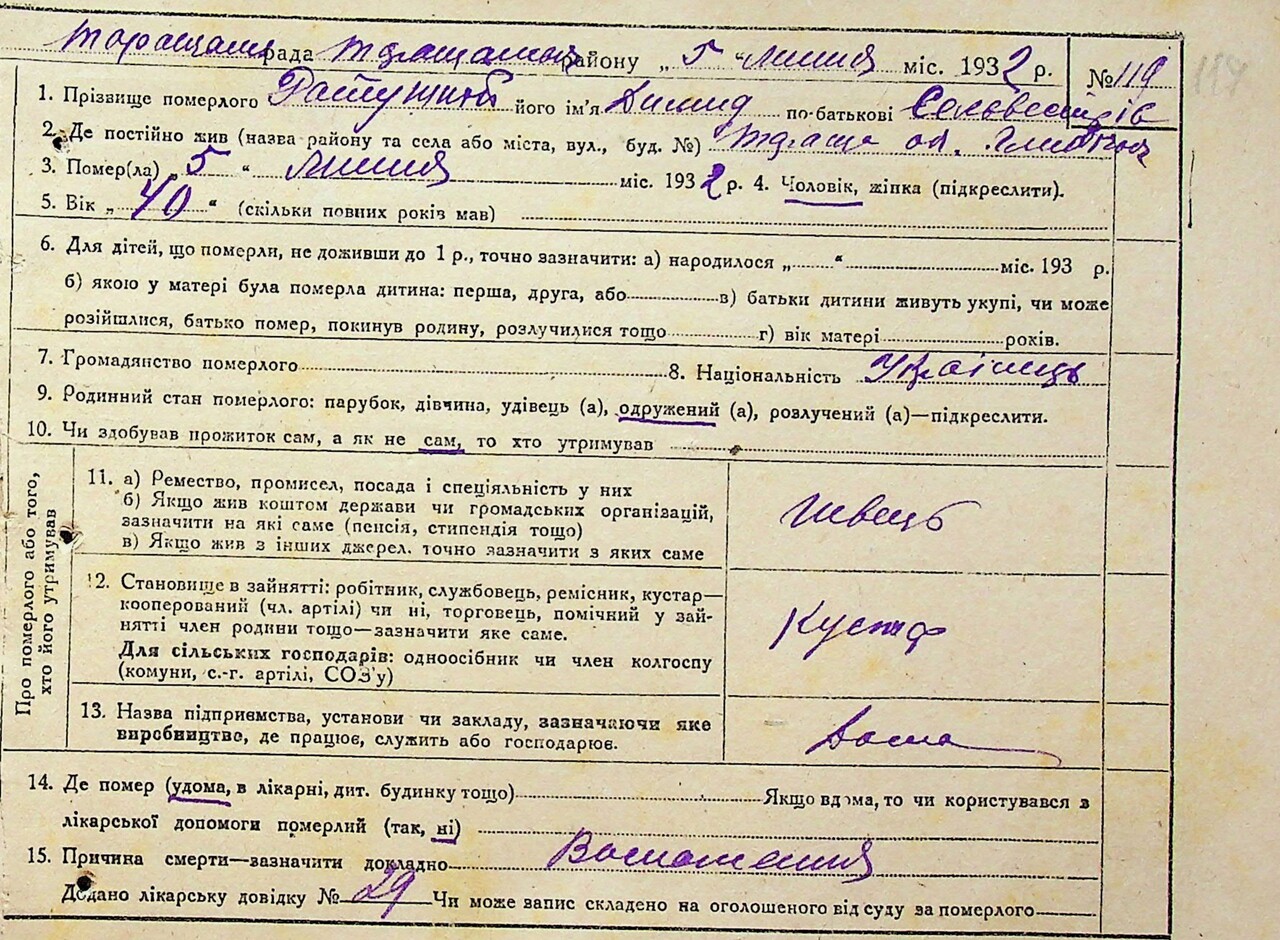 Таращан. рада Таращанськ району „ 5 “ липня міс. 1932 р. № 119
119
1. Прізвище померлого його ім'я Данид по-батькові
2. Де постійно жив (назва району та села або міста, вул., буд. №) Тараща
3. Помер(ла) „ 5 “ липня міс. 1932 р. 4. Чоловік, жінка (підкреслити).
5. Вік „ 40 “ (скільки повних років мав)
6. Для дітей, що померли, не доживши до 1 р., точно зазначити: а) народилося „ “ міс. 193 р.
б) якою у матері була померла дитина: перша, друга, або в) батьки дитини живуть укупі, чи може
розійшлися, батько помер, покинув родину, розлучилися тощо г) вік матері років.
7. Громадянство померлого 8. Національність Українець
9. Родинний стан померлого: парубок, дівчина, удівець (а), одружений (а), розлучений (а)—підкреслити.
10. Чи здобував прожиток сам, а як не сам, то хто утримував
Про померлого або того,
хто його утримував
11. а) Ремество, промисел, посада і спеціяльність у них
б) Якщо жив коштом держави чи громадських організацій,
зазначити на які саме (пенсія, стипендія тощо)
в) Якщо жив з інших джерел. точно зазначити з яких саме
швець
12. Становище в зайнятті: робітник, службовець, ремісник, кустар—
кооперований (чл. артілі) чи ні, торговець, помічний у зай-
нятті член родини тощо—зазначити яке саме.
Для сільських господарів: одноосібник чи член колгоспу
(комуни, с.-г. артілі, СОЗ'у)
Кустар
13. Назва підприємства, установи чи закладу, зазначаючи яке
виробництво, де працює, служить або господарює.
Дома
14. Де помер (удома, в лікарні, дит. будинку тощо) Якщо вдома, то чи користувався з
лікарської допомоги померлий (так, ні)
15. Причина смерти—зазначити докладно
Додано лікарську довідку № 29 Чи може запис складено на оголошеного від суду за померлого